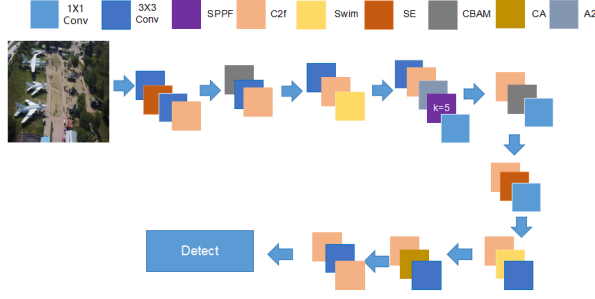 1X1
Conv
3X3
Conv
SPPF
C2f
Swim
SE
CBAM
CA
A2
k=5
Detect